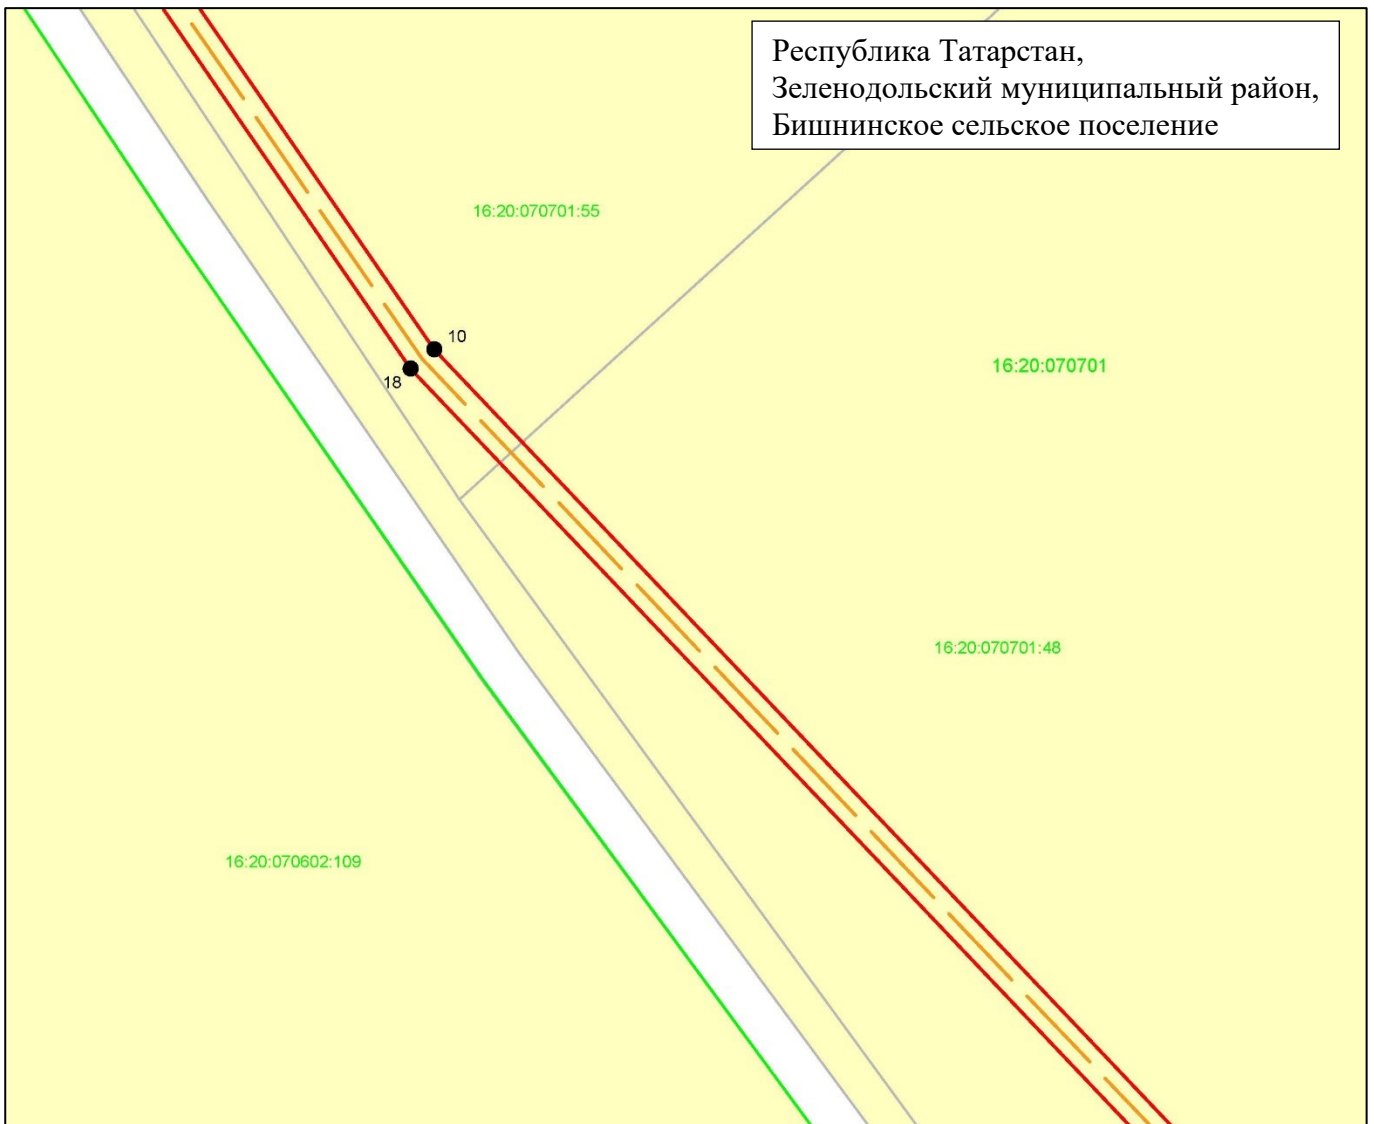 Республика Татарстан,
Зеленодольский муниципальный район,
Бишнинское сельское поселение
16:20:070701:55
10
16:20:070701
18
16:20:070701:48
16:20:070602:109